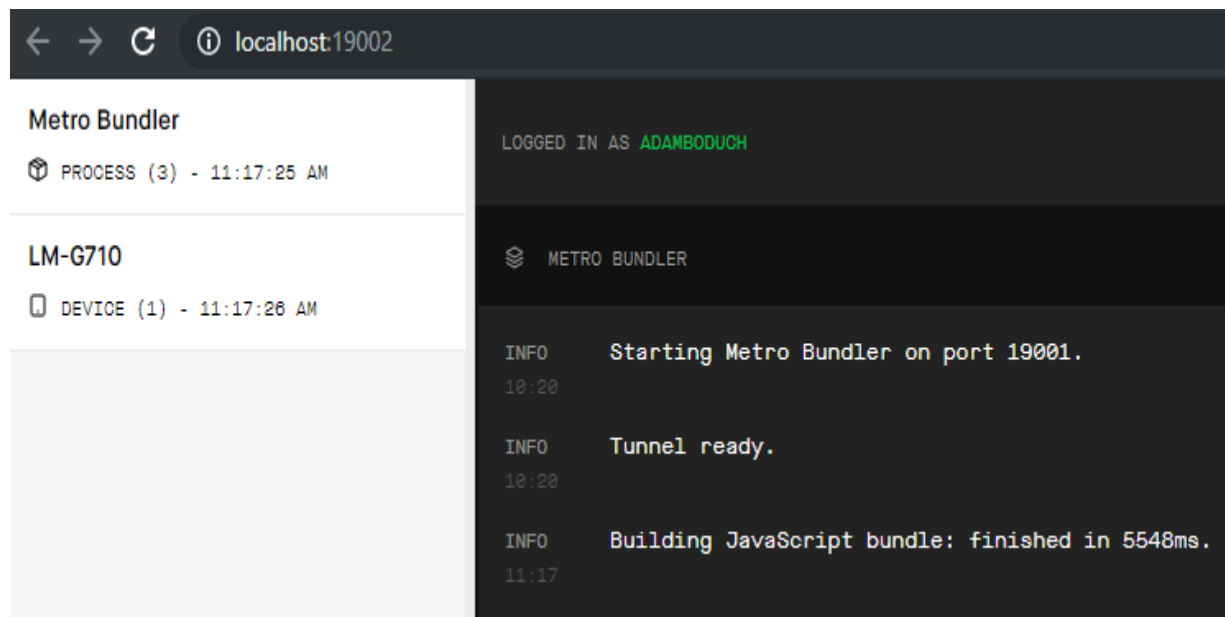 localhost:19002
Metro Bundler
PROCESS (3) - 11:17:25 AM
LM-G710
DEVICE (1) - 11:17:26 AM
LOGGED IN AS ADAMBODUCH
METRO BUNDLER
INFO Starting Metro Bundler on port 19001.
10:20
INFO Tunnel ready.
10:20
INFO Building JavaScript bundle: finished in 5548ms.
11:17